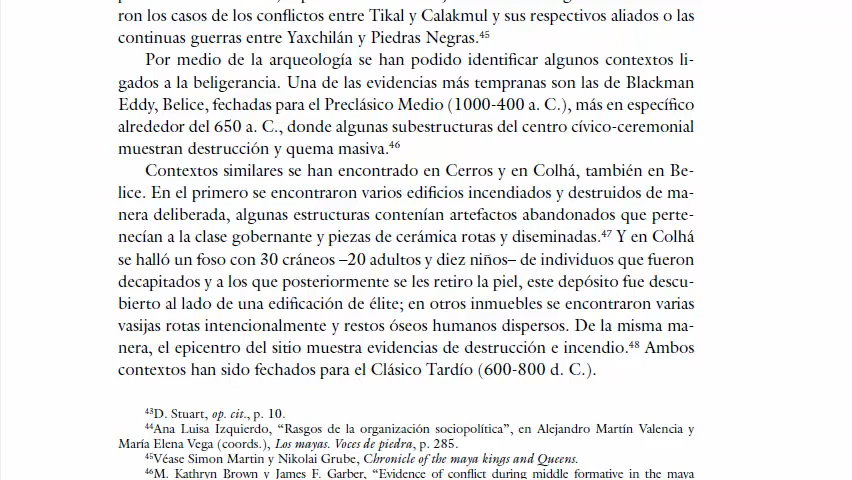 ron los casos de los conflictos entre Tikal y Calakmul y sus respectivos aliados o las
continuas guerras entre Yaxchilán y Piedras Negras.⁴⁵
Por medio de la arqueología se han podido identificar algunos contextos li-
gados a la beligerancia. Una de las evidencias más tempranas son las de Blackman
Eddy, Belice, fechadas para el Preclásico Medio (1000-400 a. C.), más en específico
alrededor del 650 a. C., donde algunas subestructuras del centro cívico-ceremonial
muestran destrucción y quema masiva.⁴⁶
Contextos similares se han encontrado en Cerros y en Colhá, también en Be-
lice. En el primero se encontraron varios edificios incendiados y destruidos de ma-
nera deliberada, algunas estructuras contenían artefactos abandonados que perte-
necían a la clase gobernante y piezas de cerámica rotas y diseminadas.⁴⁷ Y en Colhá
se halló un foso con 30 cráneos –20 adultos y diez niños– de individuos que fueron
decapitados y a los que posteriormente se les retiro la piel, este depósito fue descu-
bierto al lado de una edificación de élite; en otros inmuebles se encontraron varias
vasijas rotas intencionalmente y restos óseos humanos dispersos. De la misma ma-
nera, el epicentro del sitio muestra evidencias de destrucción e incendio.⁴⁸ Ambos
contextos han sido fechados para el Clásico Tardío (600-800 d. C.).
⁴³D. Stuart, op. cit., p. 10.
⁴⁴Ana Luisa Izquierdo, “Rasgos de la organización sociopolítica”, en Alejandro Martín Valencia y
María Elena Vega (coords.), Los mayas. Voces de piedra, p. 285.
⁴⁵Véase Simon Martin y Nikolai Grube, Chronicle of the maya kings and Queens.
⁴⁶M. Kathryn Brown y James F. Garber, “Evidence of conflict during middle formative in the maya